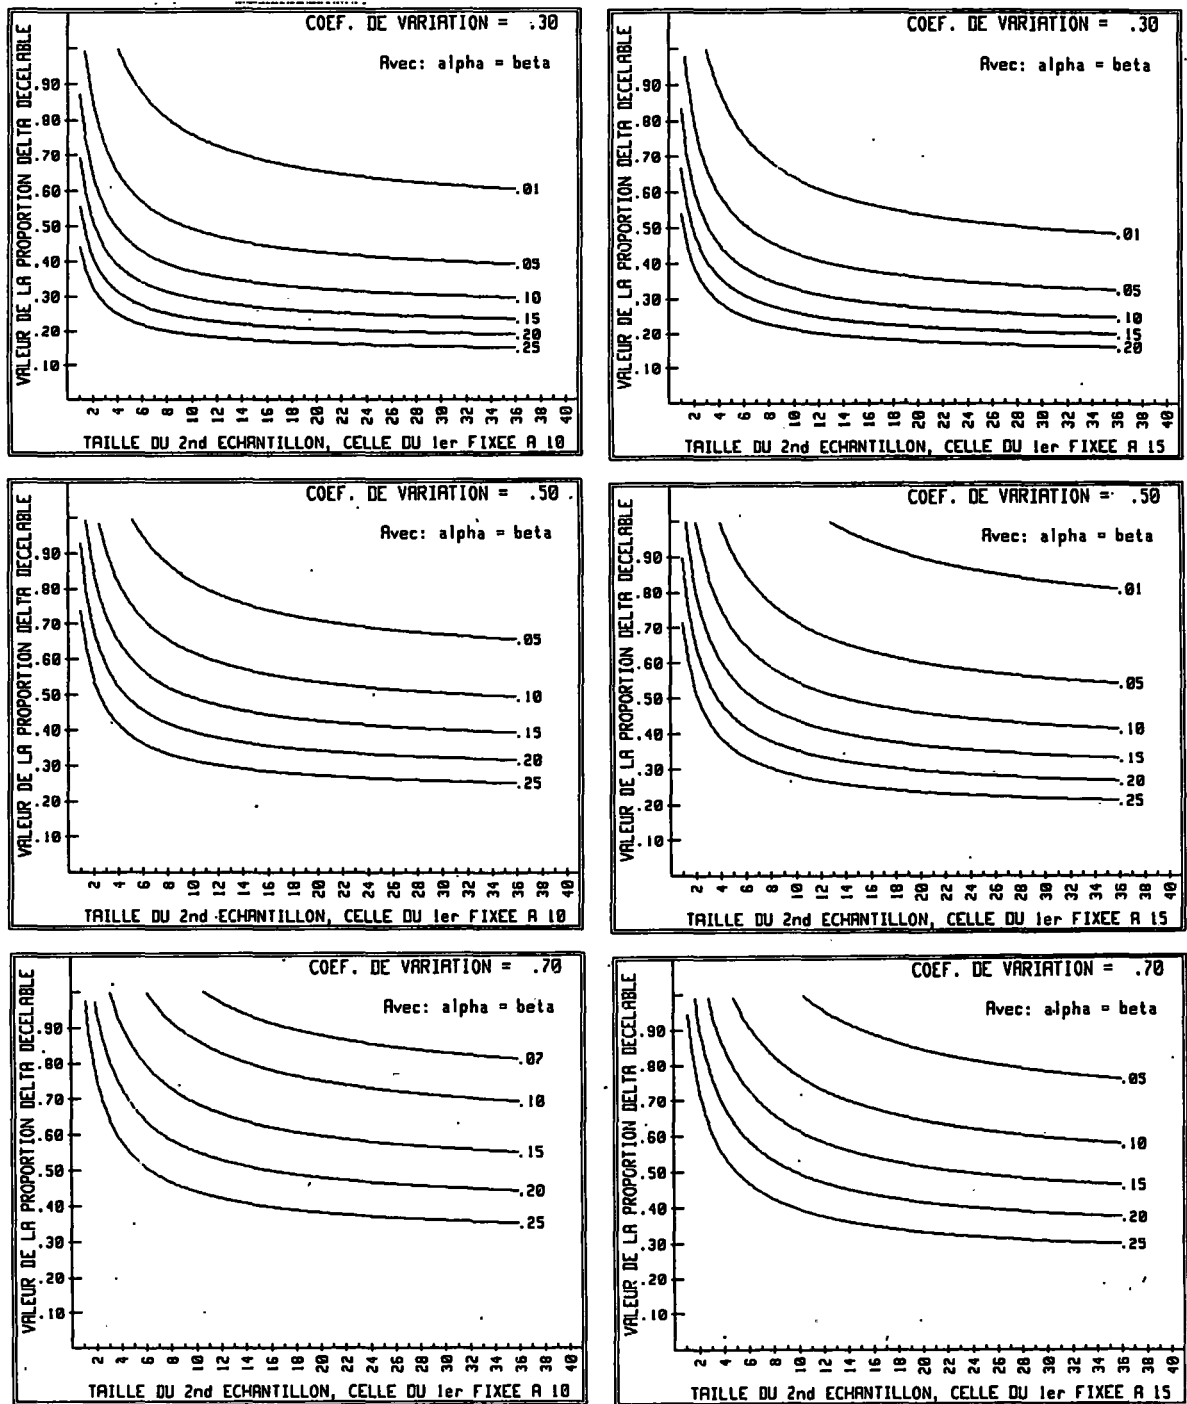 COEF. DE VARIATION = .30
Avec: alpha = beta
VALEUR DE LA PROPORTION DELTA DECELABLE
.90
.80
.70
.60
.50
.40
.30
.20
.10
.01
.05
.10
.15
.20
.25
2 4 6 8 10 12 14 16 18 20 22 24 26 28 30 32 34 36 38 40
TAILLE DU 2nd ECHANTILLON, CELLE DU 1er FIXEE A 10
COEF. DE VARIATION = .30
Avec: alpha = beta
VALEUR DE LA PROPORTION DELTA DECELABLE
.90
.80
.70
.60
.50
.40
.30
.20
.10
.01
.05
.10
.15
.20
2 4 6 8 10 12 14 16 18 20 22 24 26 28 30 32 34 36 38 40
TAILLE DU 2nd ECHANTILLON, CELLE DU 1er FIXEE A 15
COEF. DE VARIATION = .50
Avec: alpha = beta
VALEUR DE LA PROPORTION DELTA DECELABLE
.90
.80
.70
.60
.50
.40
.30
.20
.10
.05
.10
.15
.20
.25
2 4 6 8 10 12 14 16 18 20 22 24 26 28 30 32 34 36 38 40
TAILLE DU 2nd ECHANTILLON, CELLE DU 1er FIXEE A 10
COEF. DE VARIATION = .50
Avec: alpha = beta
VALEUR DE LA PROPORTION DELTA DECELABLE
.90
.80
.70
.60
.50
.40
.30
.20
.10
.01
.05
.10
.15
.20
.25
2 4 6 8 10 12 14 16 18 20 22 24 26 28 30 32 34 36 38 40
TAILLE DU 2nd ECHANTILLON, CELLE DU 1er FIXEE A 15
COEF. DE VARIATION = .70
Avec: alpha = beta
VALEUR DE LA PROPORTION DELTA DECELABLE
.90
.80
.70
.60
.50
.40
.30
.20
.10
.07
.10
.15
.20
.25
2 4 6 8 10 12 14 16 18 20 22 24 26 28 30 32 34 36 38 40
TAILLE DU 2nd ECHANTILLON, CELLE DU 1er FIXEE A 10
COEF. DE VARIATION = .70
Avec: alpha = beta
VALEUR DE LA PROPORTION DELTA DECELABLE
.90
.80
.70
.60
.50
.40
.30
.20
.10
.05
.10
.15
.20
.25
2 4 6 8 10 12 14 16 18 20 22 24 26 28 30 32 34 36 38 40
TAILLE DU 2nd ECHANTILLON, CELLE DU 1er FIXEE A 15